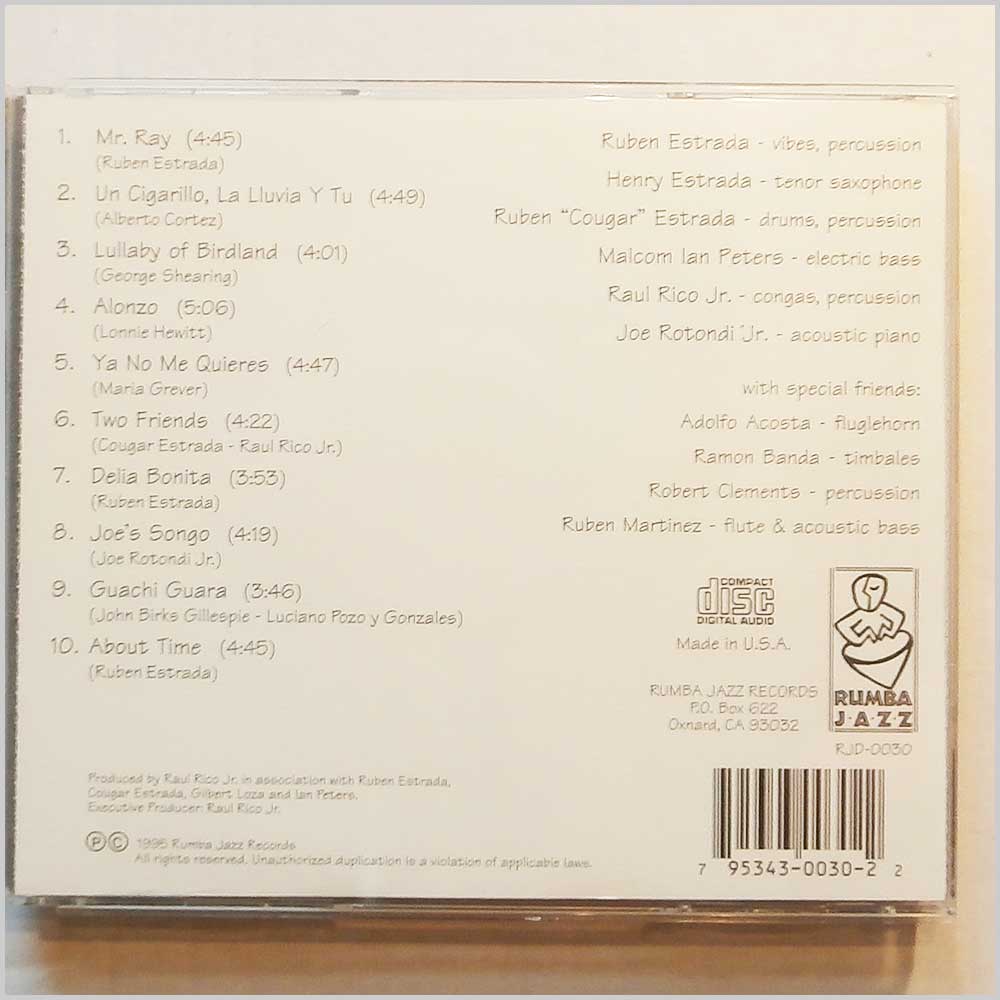 1. Mr. Ray (4:45)
(Ruben Estrada)
2. Un Cigarillo, La Lluvia Y Tu (4:49)
(Alberto Cortez)
3. Lullaby of Birdland (4:01)
(George Shearing)
4. Alonzo (5:06)
(Lonnie Hewitt)
5. Ya No Me Quieres (4:47)
(Maria Grever)
6. Two Friends (4:22)
(Cougar Estrada - Raul Rico Jr.)
7. Delia Bonita (3:53)
(Ruben Estrada)
8. Joe's Songo (4:19)
(Joe Rotondi Jr.)
9. Guachi Guara (3:46)
(John Birks Gillespie - Luciano Pozo y Gonzales)
10. About Time (4:45)
(Ruben Estrada)
Ruben Estrada - vibes, percussion
Henry Estrada - tenor saxophone
Ruben "Cougar" Estrada - drums, percussion
Malcom Ian Peters - electric bass
Raul Rico Jr. - congas, percussion
Joe Rotondi Jr. - acoustic piano
with special friends:
Adolfo Acosta - fluglehorn
Ramon Banda - timbales
Robert Clements - percussion
Ruben Martinez - flute & acoustic bass
COMPACT
disc
DIGITAL AUDIO
Made in U.S.A.
RUMBA JAZZ RECORDS
P.O. Box 622
Oxnard, CA 93032
RUMBA
J·A·Z·Z
RJD-0030
Produced by Raul Rico Jr. in association with Ruben Estrada,
Cougar Estrada, Gilbert Loza and Ian Peters.
Executive Producer: Raul Rico Jr.
Ⓟ© 1995 Rumba Jazz Records
All rights reserved. Unauthorized duplication is a violation of applicable laws.
7 95343-0030-2 2